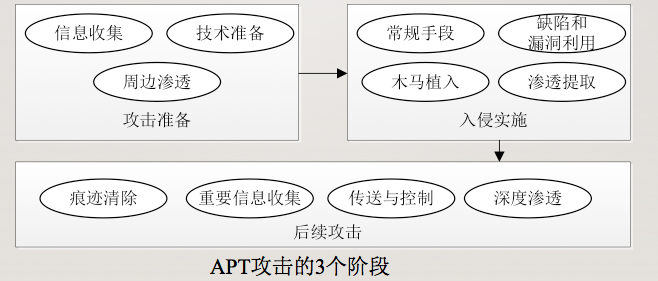 信息收集
技术准备
周边渗透
攻击准备
常规手段
缺陷和
漏洞利用
木马植入
渗透提取
入侵实施
痕迹清除
重要信息收集
传送与控制
深度渗透
后续攻击
APT攻击的3个阶段